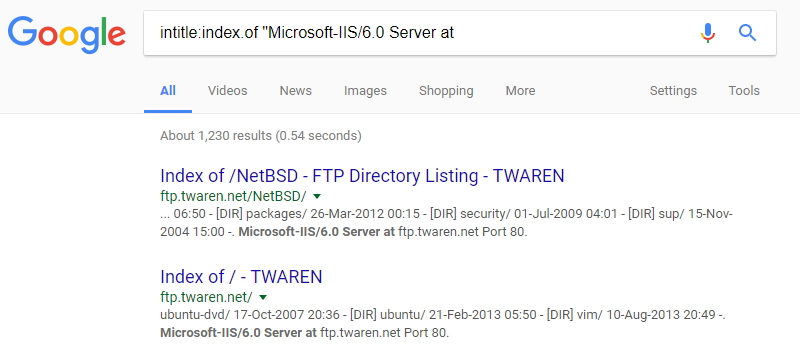 Google intitle:index.of "Microsoft-IIS/6.0 Server at
All Videos News Images Shopping More Settings Tools
About 1,230 results (0.54 seconds)
Index of /NetBSD - FTP Directory Listing - TWAREN
ftp.twaren.net/NetBSD/
... 06:50 - [DIR] packages/ 26-Mar-2012 00:15 - [DIR] security/ 01-Jul-2009 04:01 - [DIR] sup/ 15-Nov-
2004 15:00 -. Microsoft-IIS/6.0 Server at ftp.twaren.net Port 80.
Index of / - TWAREN
ftp.twaren.net/
ubuntu-dvd/ 17-Oct-2007 20:36 - [DIR] ubuntu/ 21-Feb-2013 05:50 - [DIR] vim/ 10-Aug-2013 20:49 -.
Microsoft-IIS/6.0 Server at ftp.twaren.net Port 80.